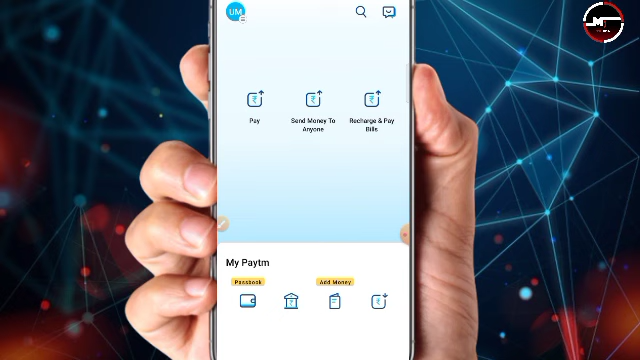 UM
Pay
Send Money To
Anyone
Recharge & Pay
Bills
My Paytm
Passbook
Add Money